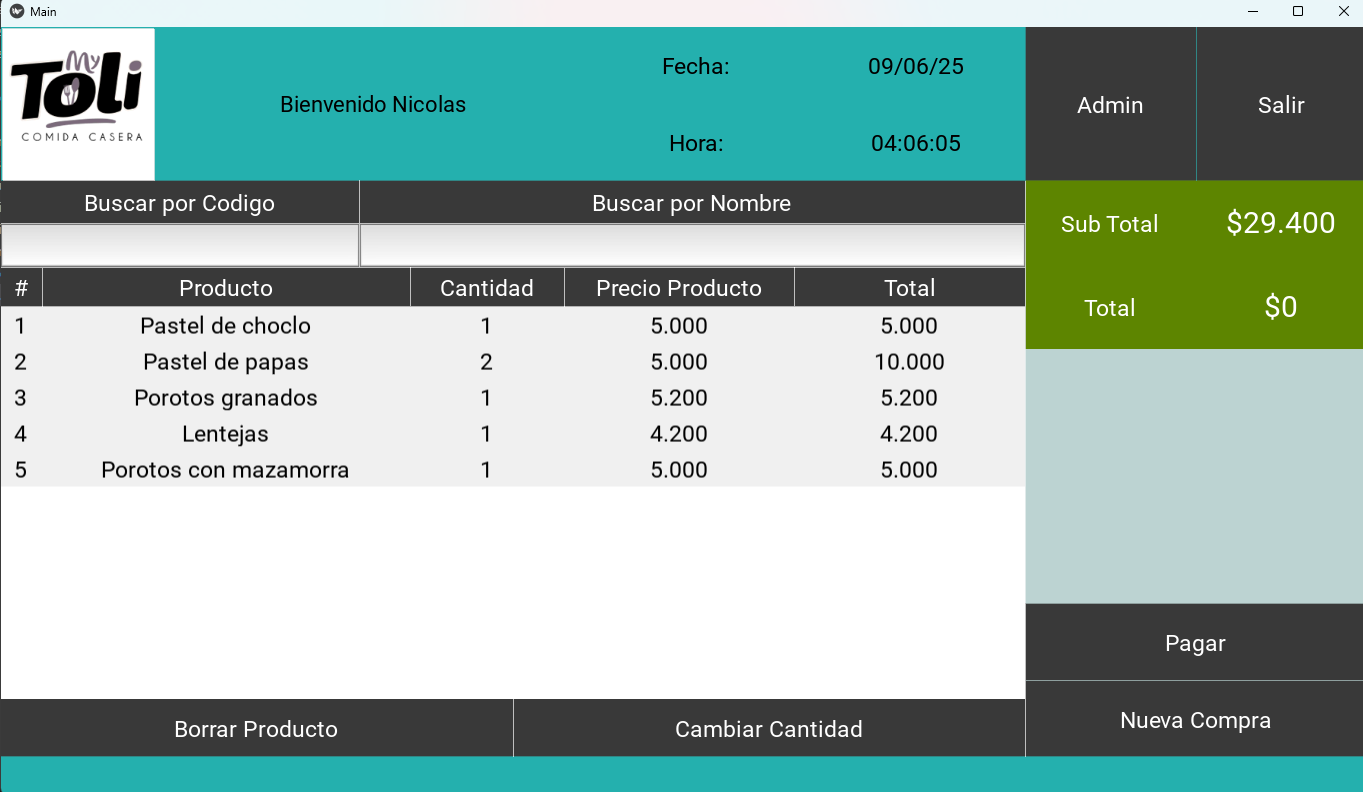 Main
My
Toli
COMIDA CASERA
Bienvenido Nicolas
Fecha: 09/06/25
Hora: 04:06:05
Admin Salir
Buscar por Codigo Buscar por Nombre
Sub Total $29.400
Total $0
# Producto Cantidad Precio Producto Total
1 Pastel de choclo 1 5.000 5.000
2 Pastel de papas 2 5.000 10.000
3 Porotos granados 1 5.200 5.200
4 Lentejas 1 4.200 4.200
5 Porotos con mazamorra 1 5.000 5.000
Pagar
Borrar Producto Cambiar Cantidad
Nueva Compra